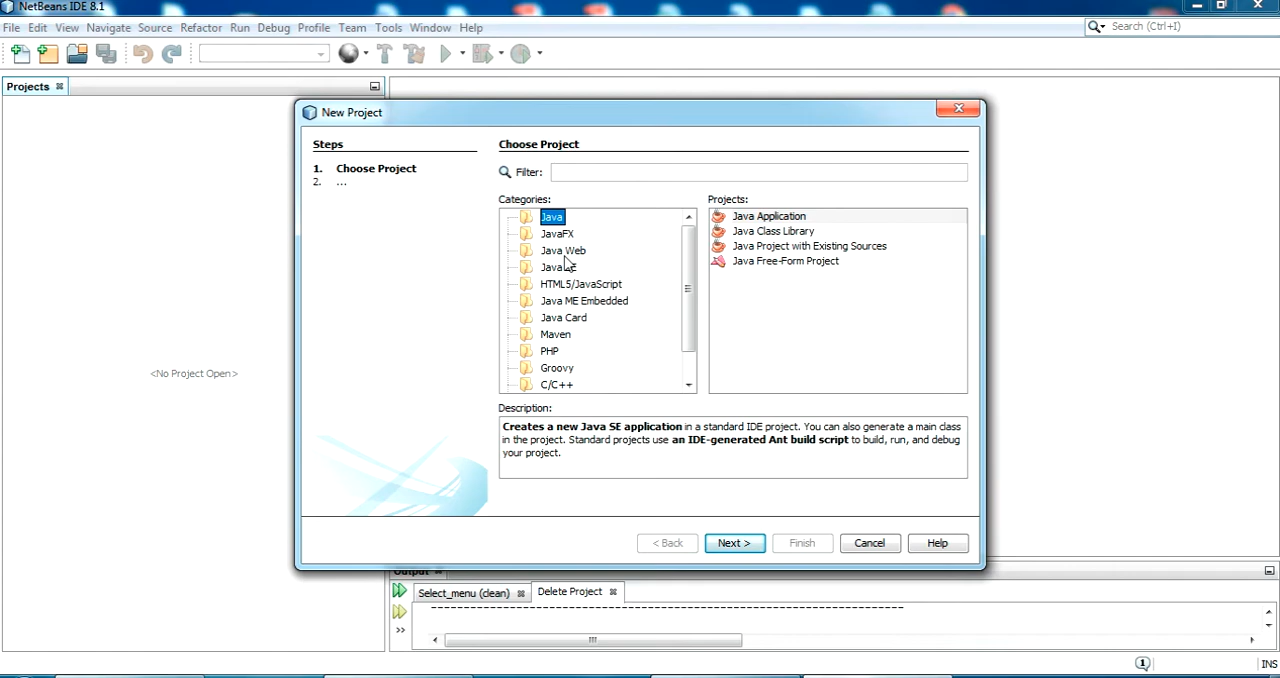 NetBeans IDE 8.1
File Edit View Navigate Source Refactor Run Debug Profile Team Tools Window Help
Search (Ctrl+I)
Projects
<No Project Open>
New Project
Steps
1. Choose Project
2. ...
Choose Project
Filter:
Categories:
Java
JavaFX
Java Web
HTML5/JavaScript
Java ME Embedded
Java Card
Maven
PHP
Groovy
C/C++
Projects:
Java Application
Java Class Library
Java Project with Existing Sources
Java Free-Form Project
Description:
Creates a new Java SE application in a standard IDE project. You can also generate a main class
in the project. Standard projects use an IDE-generated Ant build script to build, run, and debug
your project.
< Back Next > Finish Cancel Help
Output
Select_menu (clean) Delete Project
INS